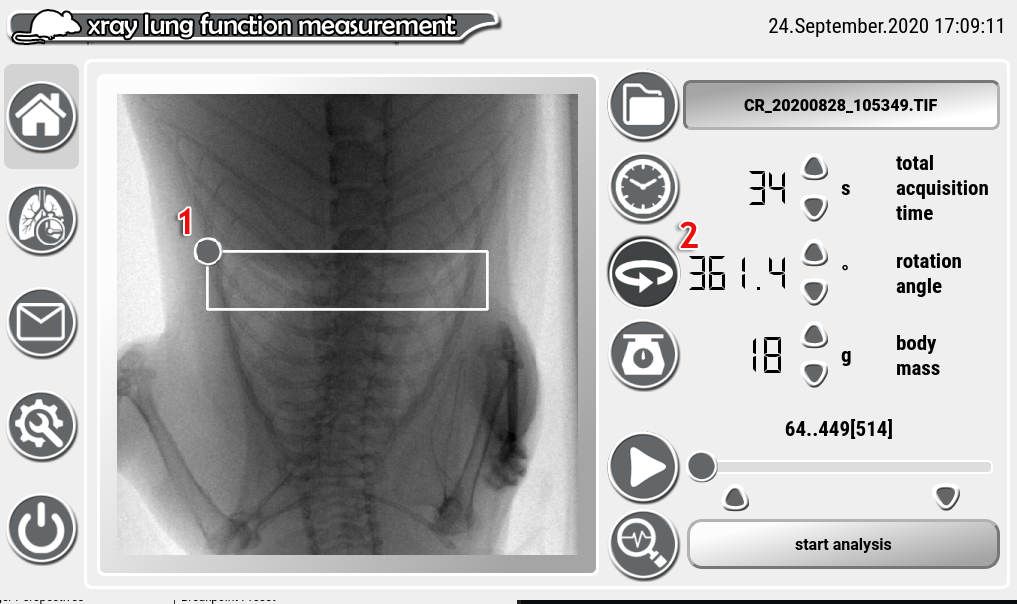 xray lung function measurement
24.September.2020 17:09:11
CR_20200828_105349.TIF
34 s
total
acquisition
time
1
2
361.4 °
rotation
angle
18 g
body
mass
64..449[514]
start analysis